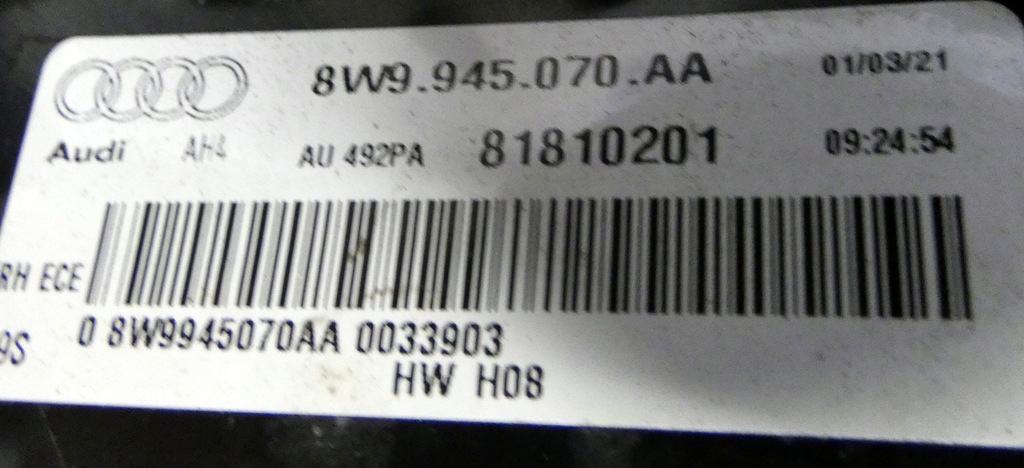 8W9.945.070.AA 01/03/21
Audi AH4 AU 492PA 81810201 09:24:54
RH ECE
0 8W9945070AA 0033903
9S
HW H08